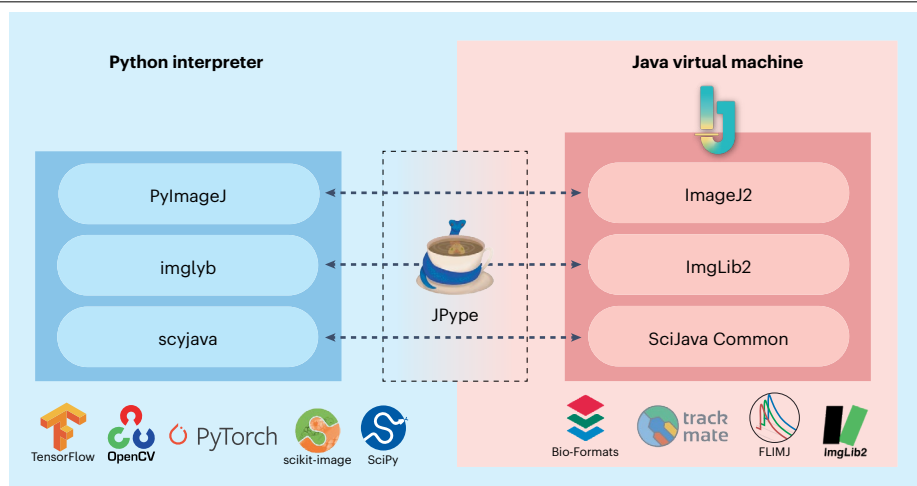 Python interpreter
Java virtual machine
PyImageJ
ImageJ2
imglyb
ImgLib2
JPype
scyjava
SciJava Common
TensorFlow
OpenCV
PyTorch
scikit-image
SciPy
Bio-Formats
track
mate
FLIMJ
ImgLib2